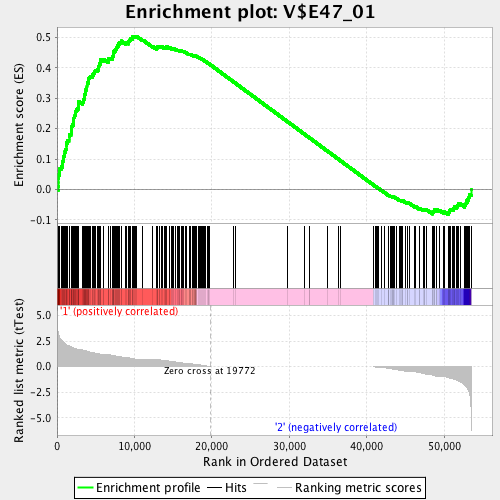 Enrichment plot: V$E47_01
Enrichment score (ES)
0.5
0.4
0.3
0.2
0.1
0.0
-0.1
'1' (positively correlated)
Ranked list metric (tTest)
5.0
2.5
0.0
-2.5
-5.0
Zero cross at 19772
'2' (negatively correlated)
0
10,000
20,000
30,000
40,000
50,000
Rank in Ordered Dataset
Enrichment profile
Hits
Ranking metric scores